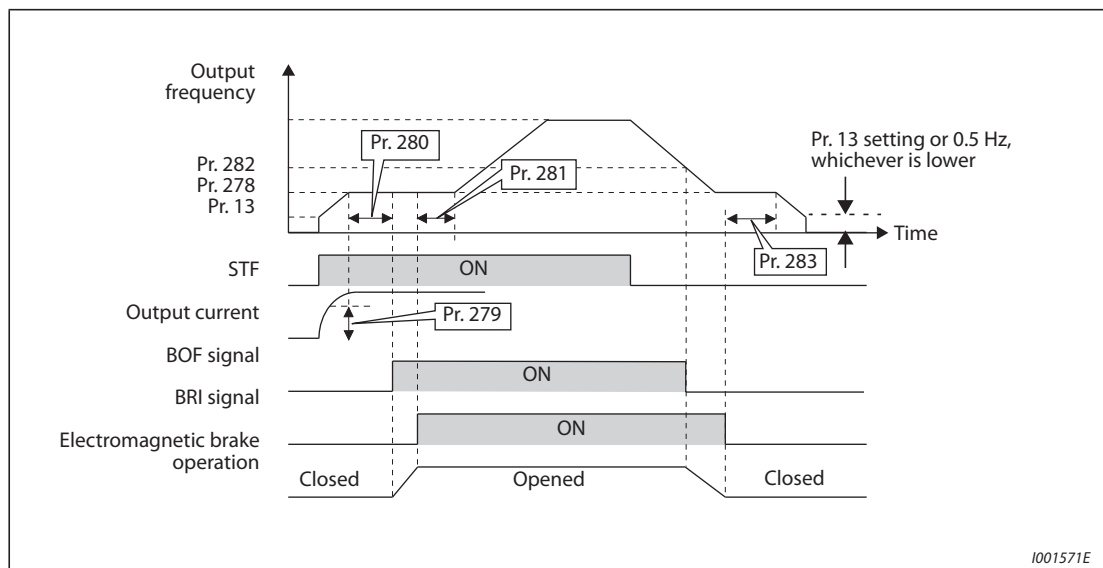 Output
frequency
Pr. 280
Pr. 13 setting or 0.5 Hz,
whichever is lower
Pr. 282
Pr. 281
Pr. 278
Pr. 13
Time
Pr. 283
STF
ON
Output current
Pr. 279
BOF signal
ON
BRI signal
ON
Electromagnetic brake
operation
Closed
Opened
Closed
I001571E